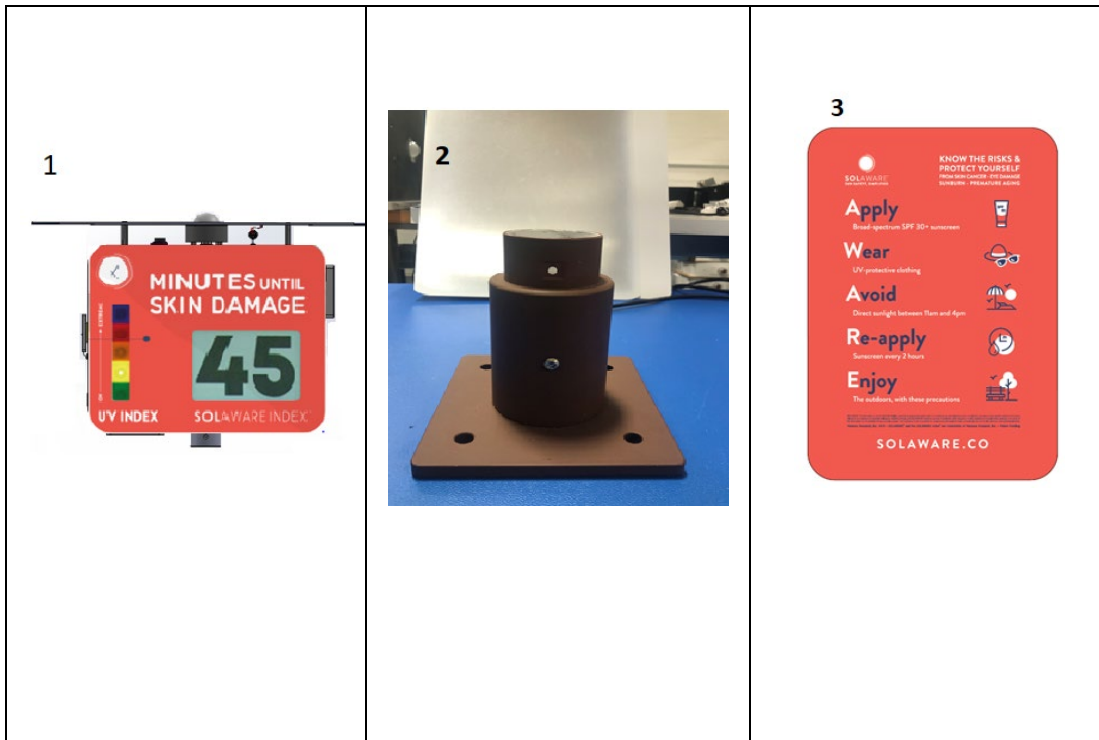 1
MINUTES UNTIL
SKIN DAMAGE
EXTREME
45
UV INDEX
SOLAWARE INDEX
2
3
SOLAWARE
KNOW THE RISKS &
PROTECT YOURSELF
FROM SKIN CANCER · EYE DAMAGE
SUNBURN · PREMATURE AGING
Apply
Broad-spectrum SPF 30+ sunscreen
Wear
UV-protective clothing
Avoid
Direct sunlight between 11am and 4pm
Re-apply
Sunscreen every 2 hours
Enjoy
The outdoors, with these precautions
SOLAWARE.CO